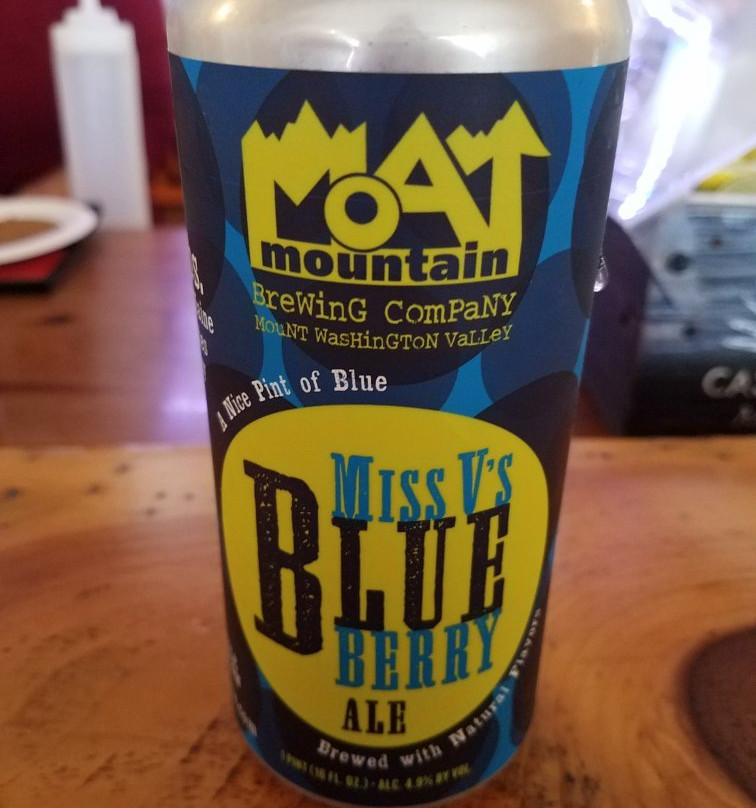 MOAT
mountain
BreWinG ComPaNY
MouNT WasHinGToN VaLLeY
A Nice Pint of Blue
Miss V's
BLUE
BERRY
ALE
Brewed with Natural Flavors
1 PINT (16 FL. OZ.) · ALC. 4.9% BY VOL.